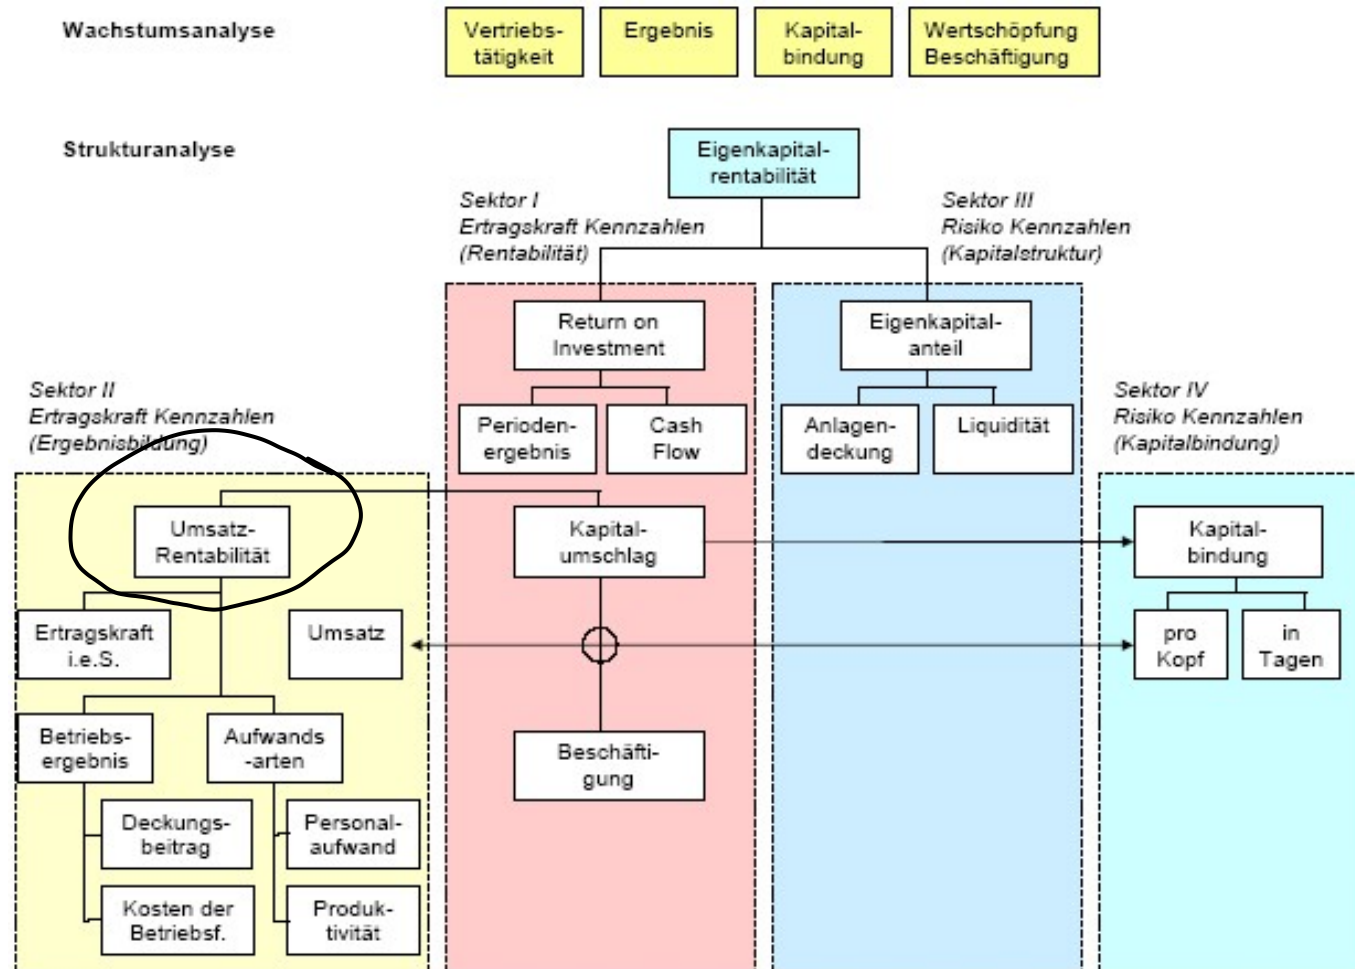 Wachstumsanalyse
Vertriebs-
tätigkeit
Ergebnis
Kapital-
bindung
Wertschöpfung
Beschäftigung
Strukturanalyse
Eigenkapital-
rentabilität
Sektor I
Ertragskraft Kennzahlen
(Rentabilität)
Sektor III
Risiko Kennzahlen
(Kapitalstruktur)
Return on
Investment
Eigenkapital-
anteil
Sektor II
Ertragskraft Kennzahlen
(Ergebnisbildung)
Perioden-
ergebnis
Cash
Flow
Anlagen-
deckung
Liquidität
Sektor IV
Risiko Kennzahlen
(Kapitalbindung)
Umsatz-
Rentabilität
Kapital-
umschlag
Kapital-
bindung
Ertragskraft
i.e.S.
Umsatz
pro
Kopf
in
Tagen
Betriebs-
ergebnis
Aufwands
-arten
Beschäfti-
gung
Deckungs-
beitrag
Personal-
aufwand
Kosten der
Betriebsf.
Produk-
tivität